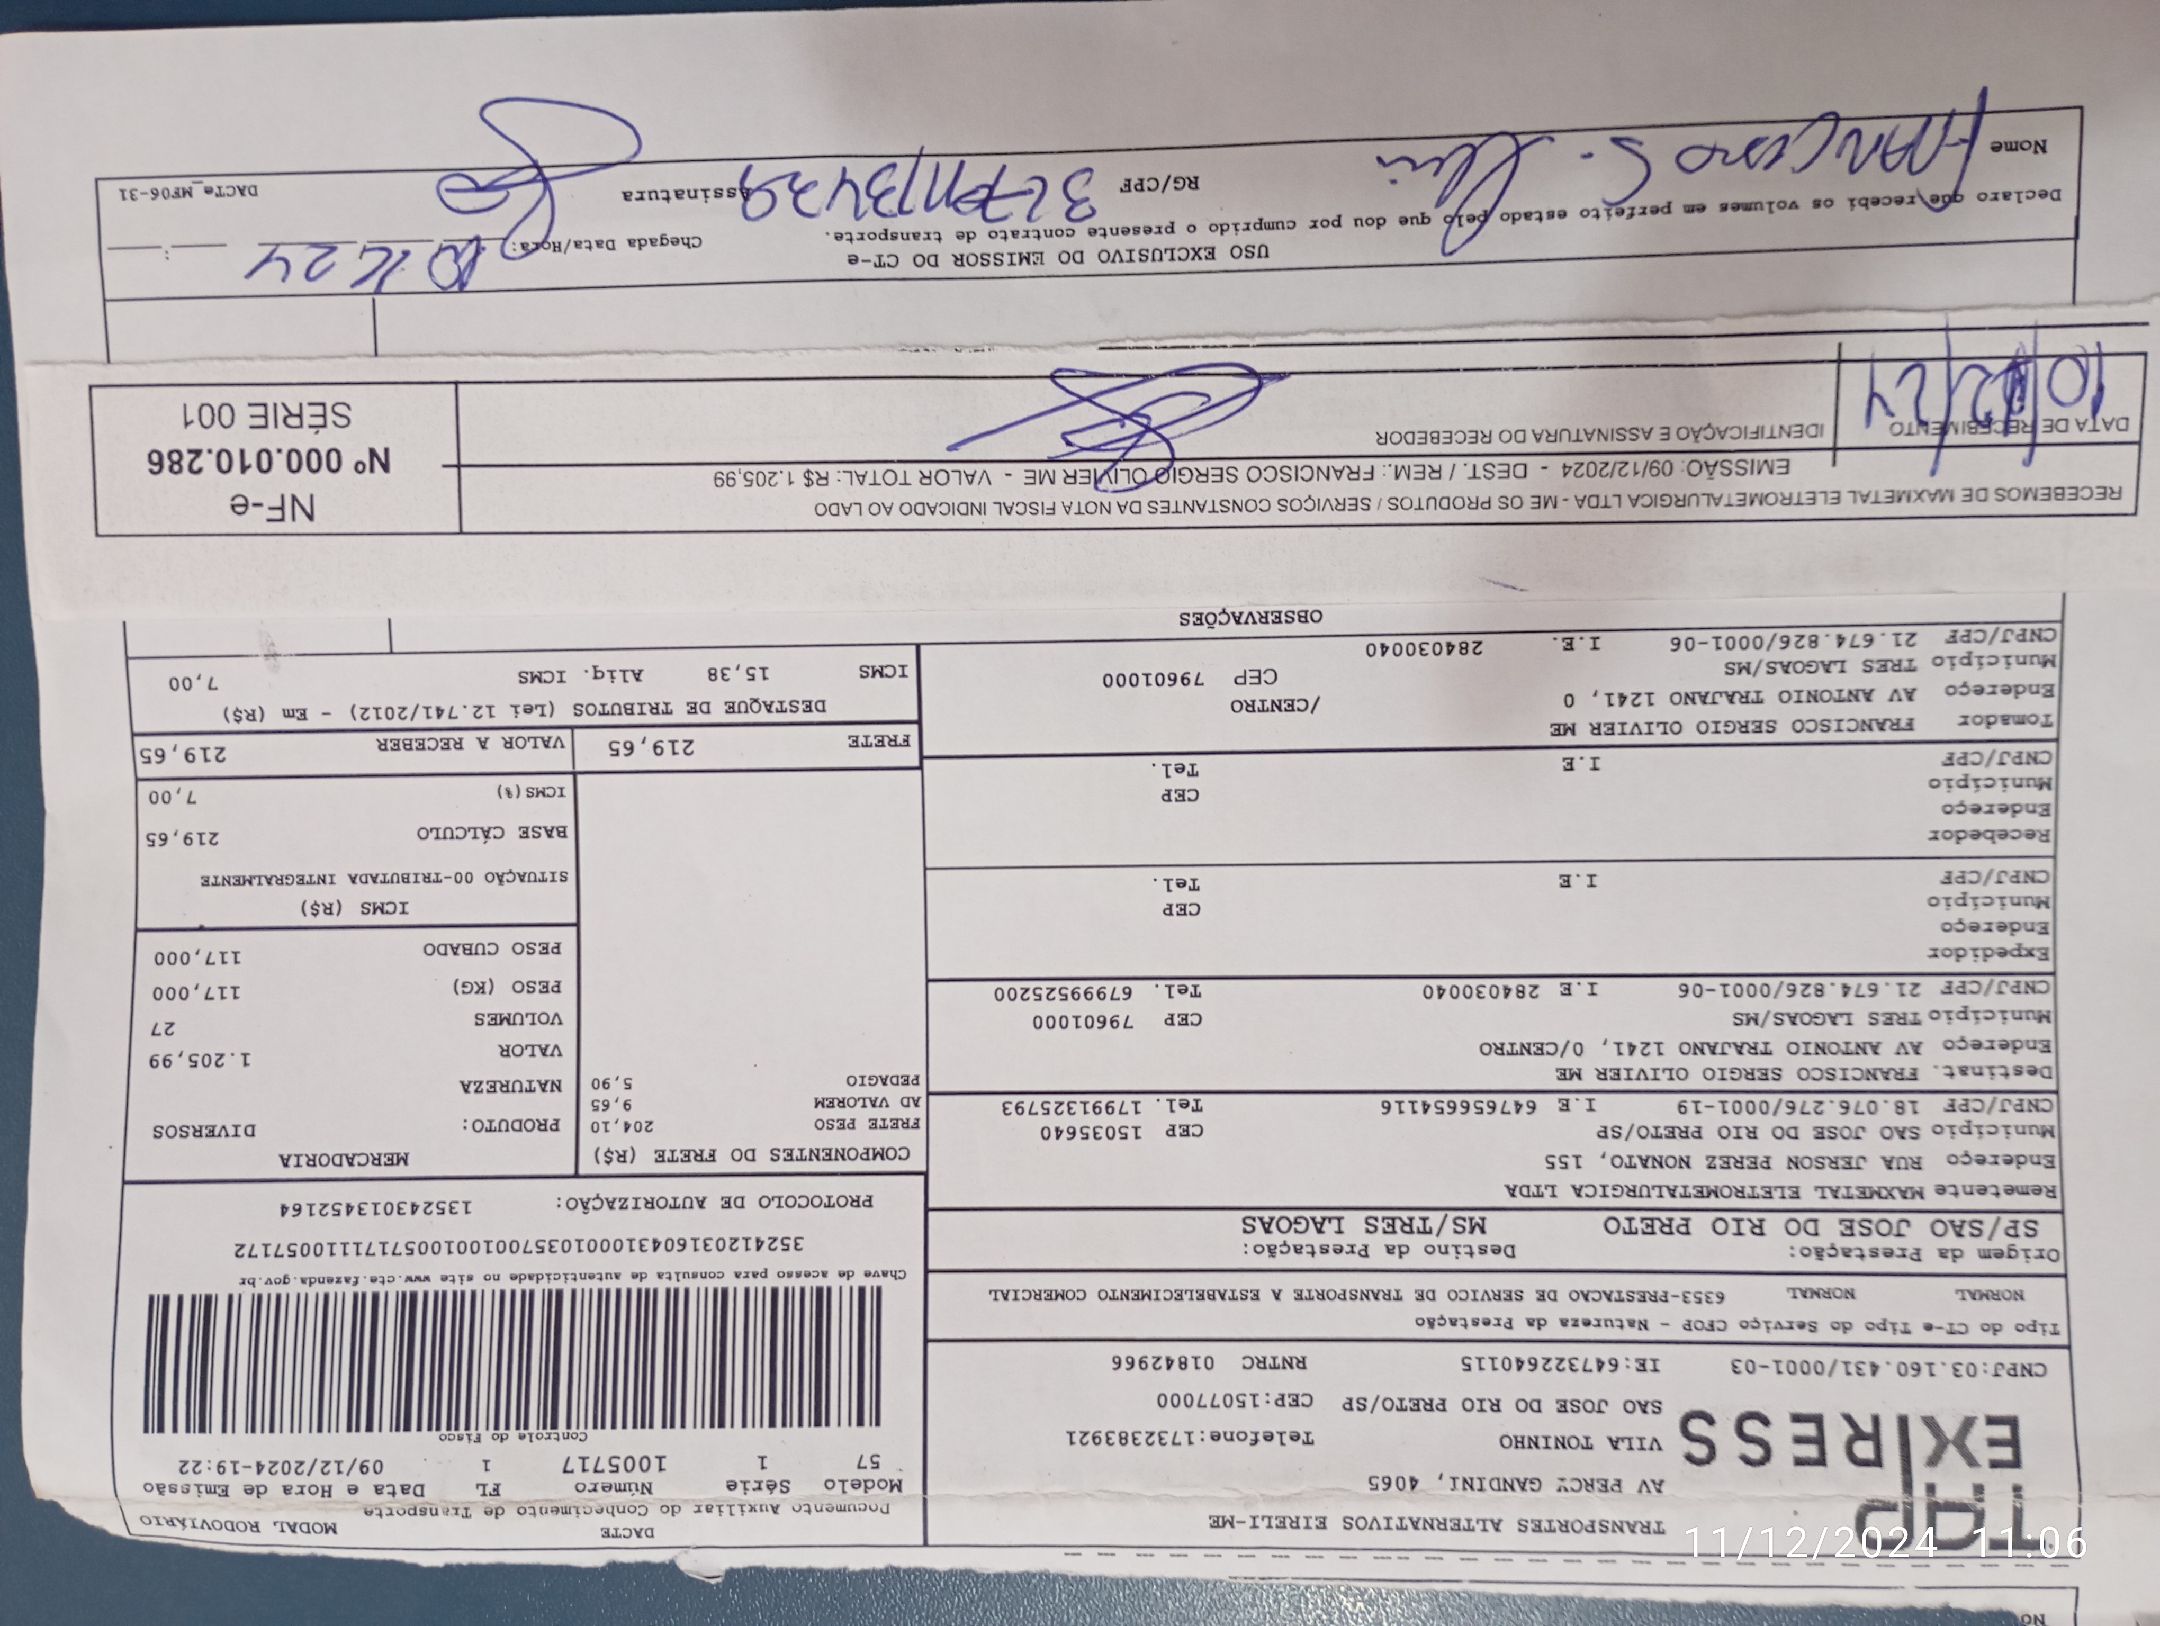 TRANSPORTES ALTERNATIVOS EIRELI-ME
TAP EXPRESS
AV PERCY GANDINI, 4065
VILA TONINHO Telefone:1732383921
SAO JOSE DO RIO PRETO/SP CEP:15077000
CNPJ:03.160.431/0001-03 IE:647322640115 RNTRC 01842966
DACTE MODAL RODOVIÁRIO
Documento Auxiliar do Conhecimento de Transporte
Modelo Série Número FL Data e Hora de Emissão
57 1 1005717 1 09/12/2024-19:22
Controle do Fisco
Chave de acesso para consulta de autenticidade no site www.cte.fazenda.gov.br
PROTOCOLO DE AUTORIZAÇÃO: 135243013452164
Tipo do CT-e Tipo do Serviço CFOP - Natureza da Prestação
NORMAL NORMAL 6353-PRESTACAO DE SERVICO DE TRANSPORTE A ESTABELECIMENTO COMERCIAL
Origem da Prestação: Destino da Prestação:
SP/SAO JOSE DO RIO PRETO MS/TRES LAGOAS
Remetente MAXMETAL ELETROMETALURGICA LTDA
Endereço RUA JERSON PEREZ NONATO, 155
Município SAO JOSE DO RIO PRETO/SP CEP 15035640
CNPJ/CPF 18.076.276/0001-19 I.E 647656654116 Tel. 17991325793
Destinat. FRANCISCO SERGIO OLIVIER ME
Endereço AV ANTONIO TRAJANO 1241, 0/CENTRO
Município TRES LAGOAS/MS CEP 79601000
CNPJ/CPF 21.674.826/0001-06 I.E 284030040 Tel. 67999525200
Expedidor
Endereço
Município CEP
CNPJ/CPF I.E Tel.
Recebedor
Endereço
Município CEP
CNPJ/CPF I.E Tel.
Tomador FRANCISCO SERGIO OLIVIER ME
Endereço AV ANTONIO TRAJANO 1241, 0 /CENTRO
Município TRES LAGOAS/MS CEP 79601000
CNPJ/CPF 21.674.826/0001-06 I.E. 284030040
COMPONENTES DO FRETE (R$)
FRETE PESO 204,10
AD VALOREM 9,65
PEDAGIO 5,90
MERCADORIA
PRODUTO: DIVERSOS
NATUREZA
VALOR 1.205,99
VOLUMES 27
PESO (KG) 117,000
PESO CUBADO 117,000
ICMS (R$)
SITUAÇÃO 00-TRIBUTADA INTEGRALMENTE
BASE CÁLCULO 219,65
ICMS(%) 7,00
FRETE 219,65 VALOR A RECEBER 219,65
DESTAQUE DE TRIBUTOS (Lei 12.741/2012) - Em (R$)
ICMS 15,38 Aliq. ICMS 7,00
OBSERVAÇÕES
RECEBEMOS DE MAXMETAL ELETROMETALURGICA LTDA - ME OS PRODUTOS / SERVIÇOS CONSTANTES DA NOTA FISCAL INDICADO AO LADO
EMISSÃO: 09/12/2024 - DEST. / REM.: FRANCISCO SERGIO OLIVIER ME - VALOR TOTAL: R$ 1.205,99
DATA DE RECEBIMENTO IDENTIFICAÇÃO E ASSINATURA DO RECEBEDOR
10/12/24
NF-e
Nº 000.010.286
SÉRIE 001
USO EXCLUSIVO DO EMISSOR DO CT-e
Declaro que recebi os volumes em perfeito estado pelo que dou por cumprido o presente contrato de transporte.
Chegada Data/Hora: __:__
Nome RG/CPF Assinatura
DACTe_MF06-31
11/12/2024 11:06